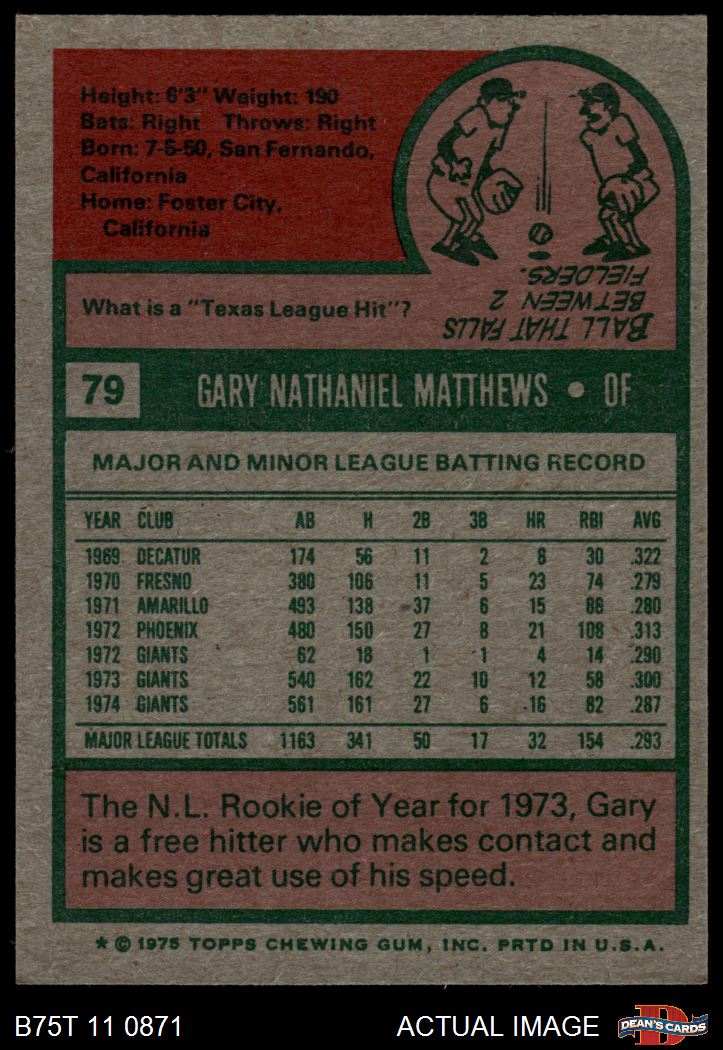 Height: 6'3" Weight: 190
Bats: Right Throws: Right
Born: 7-5-50, San Fernando,
California
Home: Foster City,
California
What is a "Texas League Hit"?
BALL THAT FALLS
BETWEEN 2
FIELDERS.
79 GARY NATHANIEL MATTHEWS • OF
MAJOR AND MINOR LEAGUE BATTING RECORD
YEAR CLUB AB H 2B 3B HR RBI AVG
1969 DECATUR 174 56 11 2 8 30 .322
1970 FRESNO 380 106 11 5 23 74 .279
1971 AMARILLO 493 138 37 6 15 86 .280
1972 PHOENIX 480 150 27 8 21 108 .313
1972 GIANTS 62 18 1 1 4 14 .290
1973 GIANTS 540 162 22 10 12 58 .300
1974 GIANTS 561 161 27 6 16 82 .287
MAJOR LEAGUE TOTALS 1163 341 50 17 32 154 .293
The N.L. Rookie of Year for 1973, Gary
is a free hitter who makes contact and
makes great use of his speed.
* © 1975 TOPPS CHEWING GUM, INC. PRTD IN U.S.A.
B75T 11 0871 ACTUAL IMAGE
D
DEAN'S CARDS